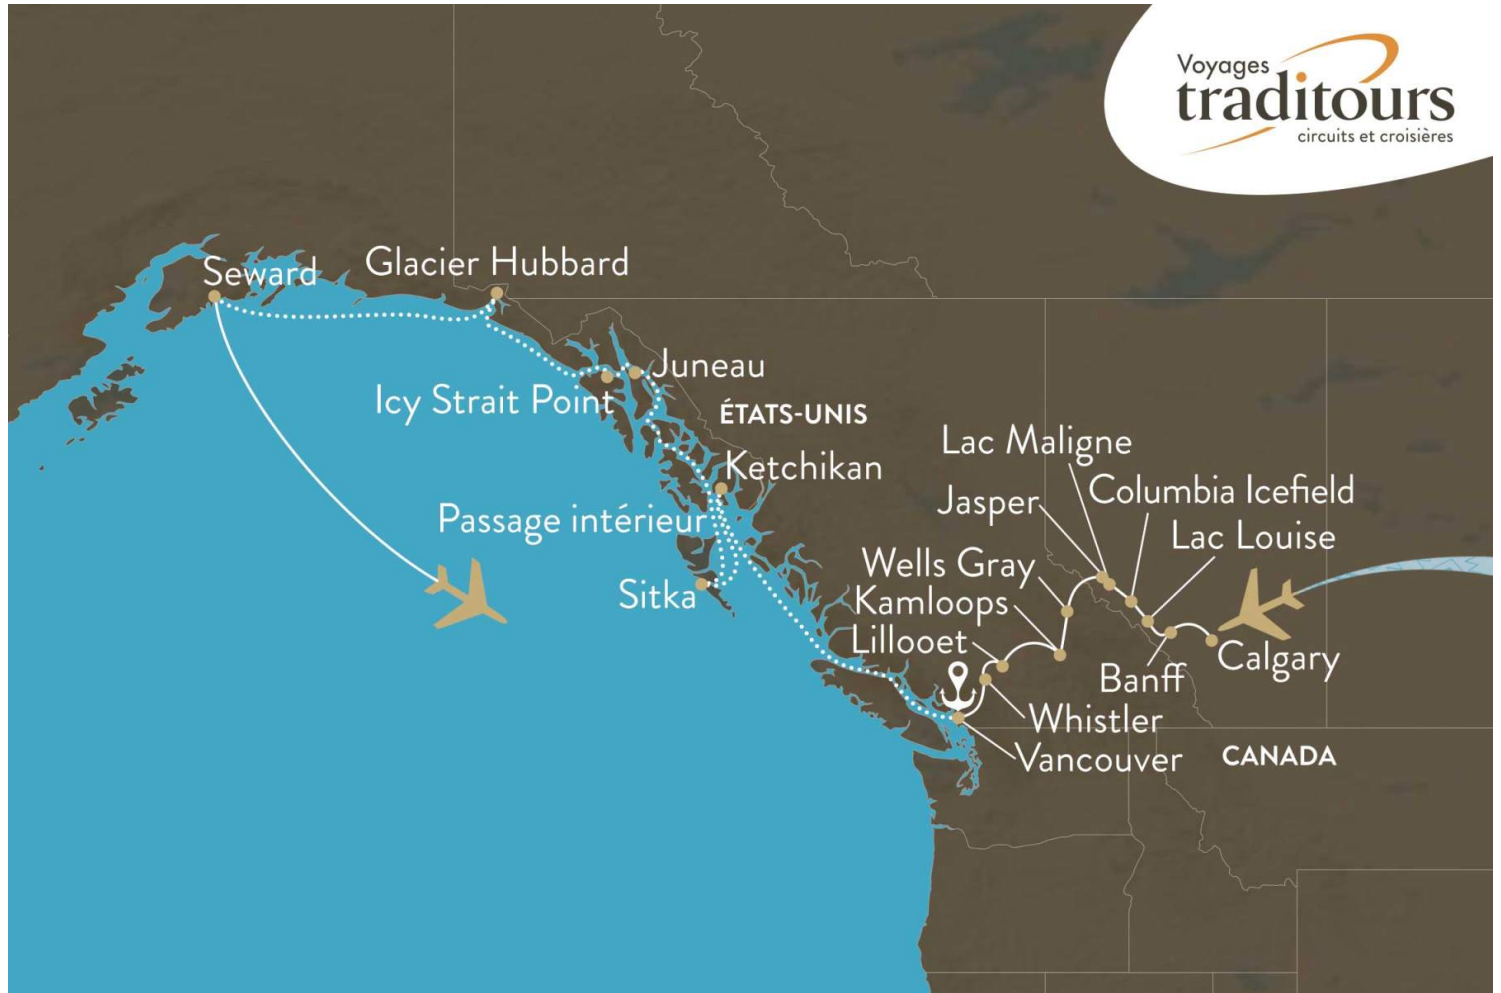 Voyages
traditours
circuits et croisières
Glacier Hubbard
Seward
Juneau
Icy Strait Point
ÉTATS-UNIS
Lac Maligne
Ketchikan
Columbia Icefield
Jasper
Passage intérieur
Lac Louise
Wells Gray
Sitka
Kamloops
Lillooet
Calgary
Banff
Whistler
Vancouver
CANADA